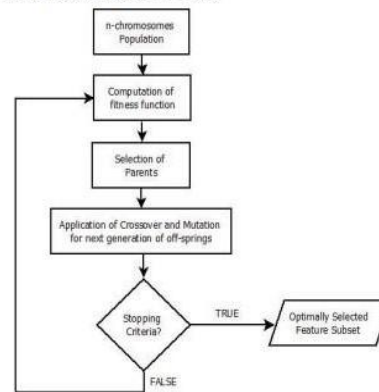 n-chromosomes
Population
Computation of
fitness function
Selection of
Parents
Application of Crossover and Mutation
for next generation of off-springs
Stopping
Criteria?
TRUE
Optimally Selected
Feature Subset
FALSE